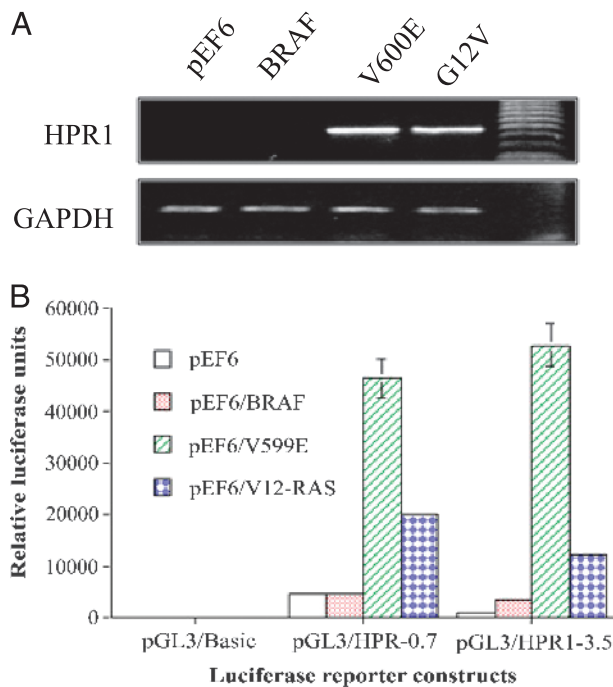 A
pEF6 BRAF V600E G12V
HPR1
GAPDH
B
60000
50000
40000
30000
20000
10000
0
Relative luciferase units
pEF6
pEF6/BRAF
pEF6/V599E
pEF6/V12-RAS
pGL3/Basic pGL3/HPR-0.7 pGL3/HPR1-3.5
Luciferase reporter constructs